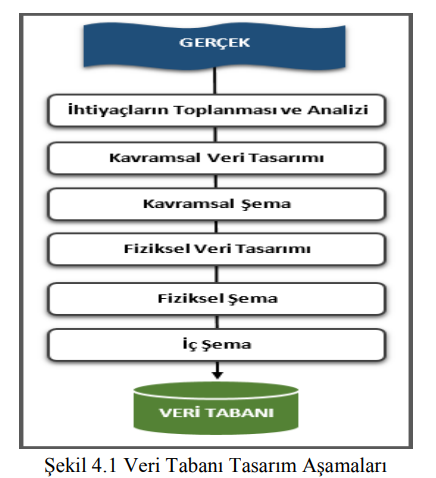 GERÇEK
İhtiyaçların Toplanması ve Analizi
Kavramsal Veri Tasarımı
Kavramsal Şema
Fiziksel Veri Tasarımı
Fiziksel Şema
İç Şema
VERİ TABANI
Şekil 4.1 Veri Tabanı Tasarım Aşamaları